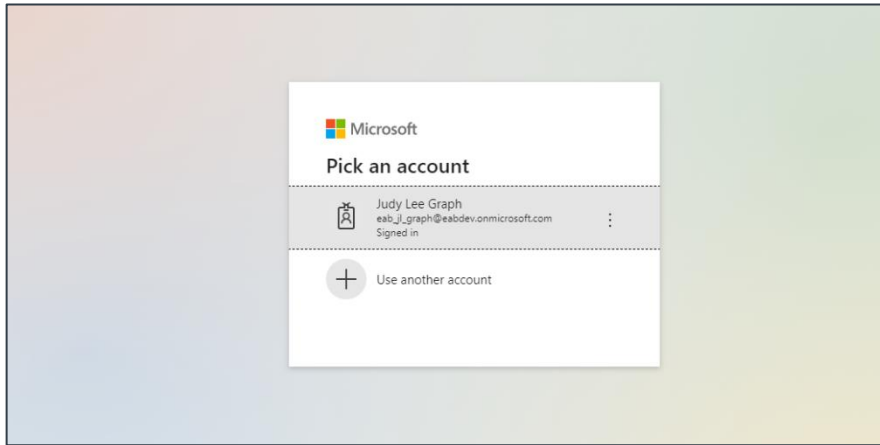 Microsoft
Pick an account
Judy Lee Graph
eab_jl_graph@eabdev.onmicrosoft.com
Signed in
Use another account